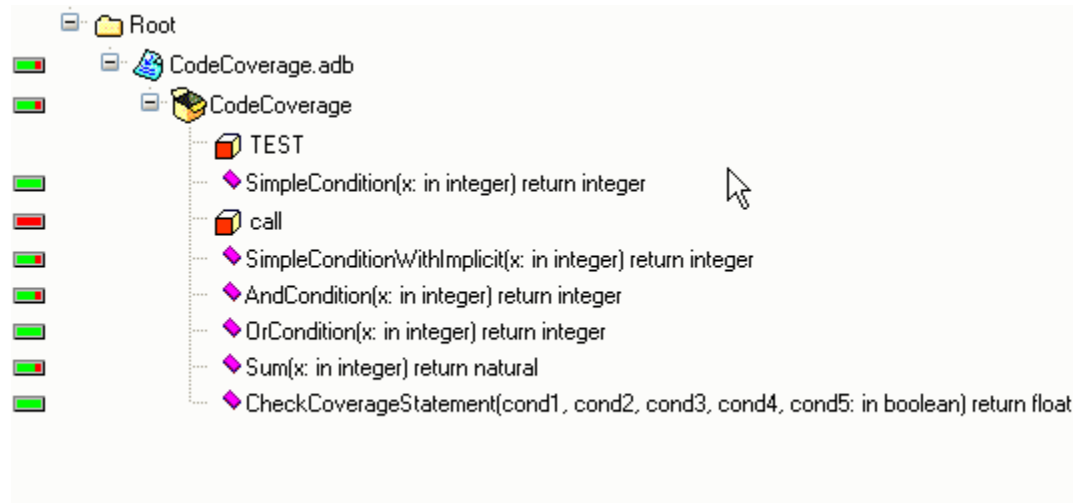 Root
CodeCoverage.adb
CodeCoverage
TEST
SimpleCondition(x: in integer) return integer
call
SimpleConditionWithImplicit(x: in integer) return integer
AndCondition(x: in integer) return integer
OrCondition(x: in integer) return integer
Sum(x: in integer) return natural
CheckCoverageStatement(cond1, cond2, cond3, cond4, cond5: in boolean) return float